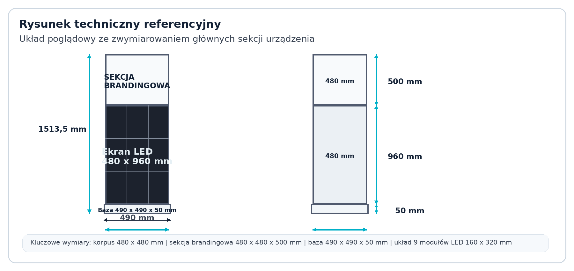 Rysunek techniczny referencyjny
Układ poglądowy ze zwymiarowaniem głównych sekcji urządzenia
SEKCJA
BRANDINGOWA
480 mm
500 mm
1513,5 mm
Ekran LED
480 x 960 mm
480 mm
960 mm
Baza 490 x 490 x 50 mm
490 mm
50 mm
Kluczowe wymiary: korpus 480 x 480 mm | sekcja brandingowa 480 x 480 x 500 mm | baza 490 x 490 x 50 mm | układ 9 modułów LED 160 x 320 mm